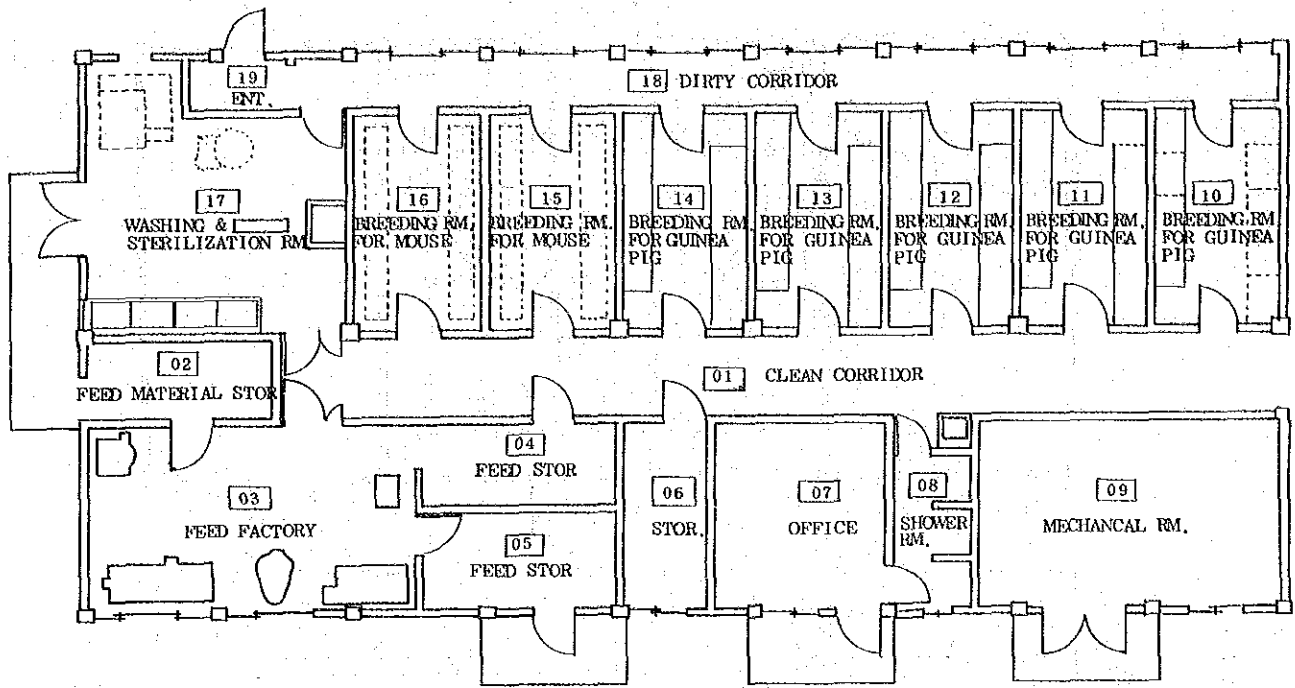 19
ENT.
18 DIRTY CORRIDOR
17
WASHING &
STERILIZATION RM.
16
BREEDING RM.
FOR MOUSE
15
BREEDING RM.
FOR MOUSE
14
BREEDING RM.
FOR GUINEA
PIG
13
BREEDING RM.
FOR GUINEA
PIG
12
BREEDING RM.
FOR GUINEA
PIG
11
BREEDING RM.
FOR GUINEA
PIG
10
BREEDING RM.
FOR GUINEA
PIG
02
FEED MATERIAL STOR
01 CLEAN CORRIDOR
03
FEED FACTORY
04
FEED STOR
05
FEED STOR
06
STOR.
07
OFFICE
08
SHOWER
RM.
09
MECHANCAL RM.